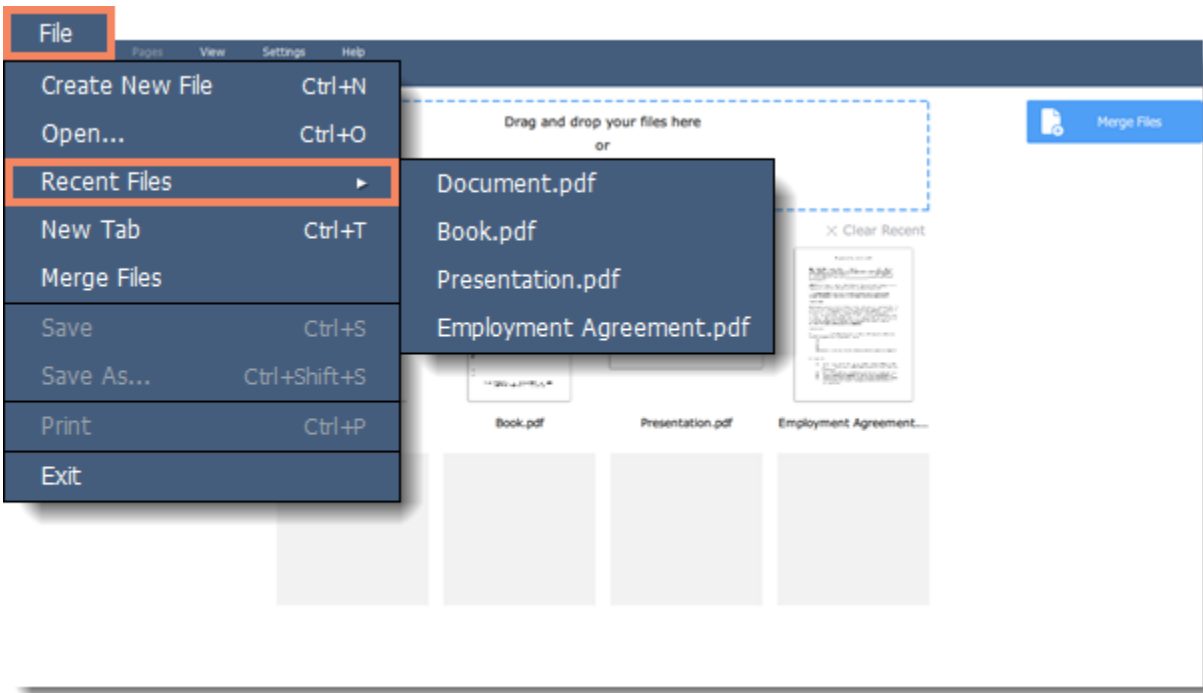 File
Pages View Settings Help
Create New File Ctrl+N
Open... Ctrl+O
Recent Files
New Tab Ctrl+T
Merge Files
Save Ctrl+S
Save As... Ctrl+Shift+S
Print Ctrl+P
Exit
Document.pdf
Book.pdf
Presentation.pdf
Employment Agreement.pdf
Drag and drop your files here
or
Clear Recent
Book.pdf
Presentation.pdf
Employment Agreement....
Merge Files